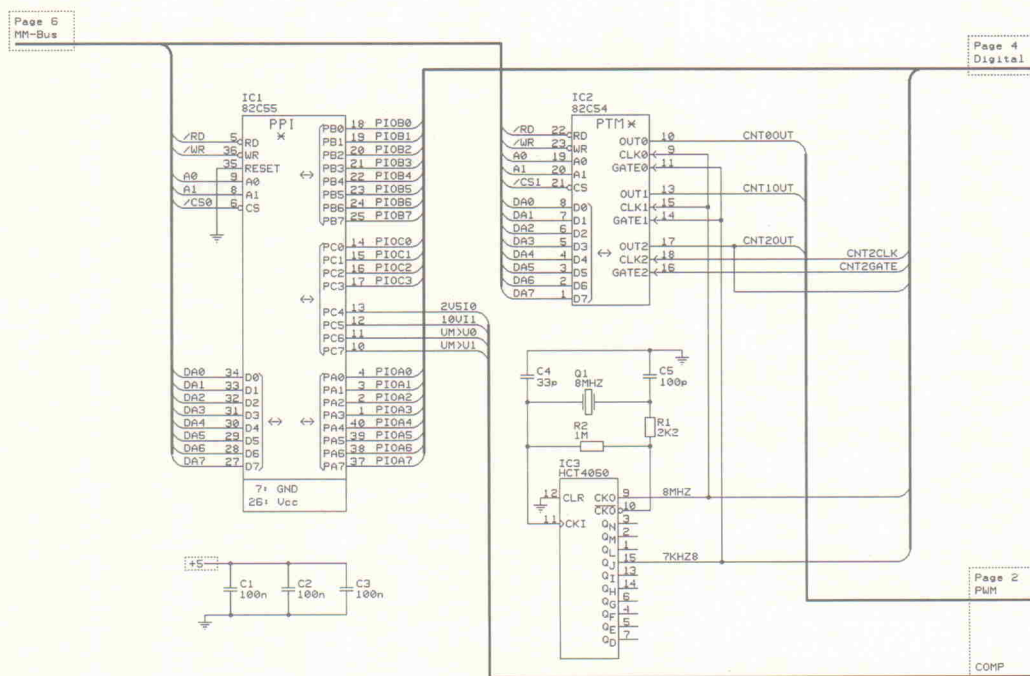 Page 6
MM-Bus
Page 4
Digital
IC1
82C55
PPI
*
/RD 5 RD
/WR 36 WR
35 RESET
A0 9 A0
A1 8 A1
/CS0 6 CS
PB0 18 PIOB0
PB1 19 PIOB1
PB2 20 PIOB2
PB3 21 PIOB3
PB4 22 PIOB4
PB5 23 PIOB5
PB6 24 PIOB6
PB7 25 PIOB7
PC0 14 PIOC0
PC1 15 PIOC1
PC2 16 PIOC2
PC3 17 PIOC3
PC4 13 2V5I0
PC5 12 10VI1
PC6 11 UM>U0
PC7 10 UM>U1
DA0 34 D0
DA1 33 D1
DA2 32 D2
DA3 31 D3
DA4 30 D4
DA5 29 D5
DA6 28 D6
DA7 27 D7
PA0 4 PIOA0
PA1 3 PIOA1
PA2 2 PIOA2
PA3 1 PIOA3
PA4 40 PIOA4
PA5 39 PIOA5
PA6 38 PIOA6
PA7 37 PIOA7
7: GND
26: Vcc
IC2
82C54
PTM*
/RD 22 RD
/WR 23 WR
A0 19 A0
A1 20 A1
/CS1 21 CS
DA0 8 D0
DA1 7 D1
DA2 6 D2
DA3 5 D3
DA4 4 D4
DA5 3 D5
DA6 2 D6
DA7 1 D7
OUT0 10 CNT0OUT
CLK0 9
GATE0 11
OUT1 13 CNT1OUT
CLK1 15
GATE1 14
OUT2 17 CNT2OUT
CLK2 18 CNT2CLK
GATE2 16 CNT2GATE
C4
33p
Q1
8MHZ
C5
100p
R2
1M
R1
2K2
IC3
HCT4060
12 CLR
11 CKI
CKO 9 8MHZ
CKO 10
QN 3
QM 2
QL 1
QJ 15 7KHZ8
QI 13
QH 14
QG 6
QF 4
QE 5
QD 7
+5
C1
100n
C2
100n
C3
100n
Page 2
PWM
COMP